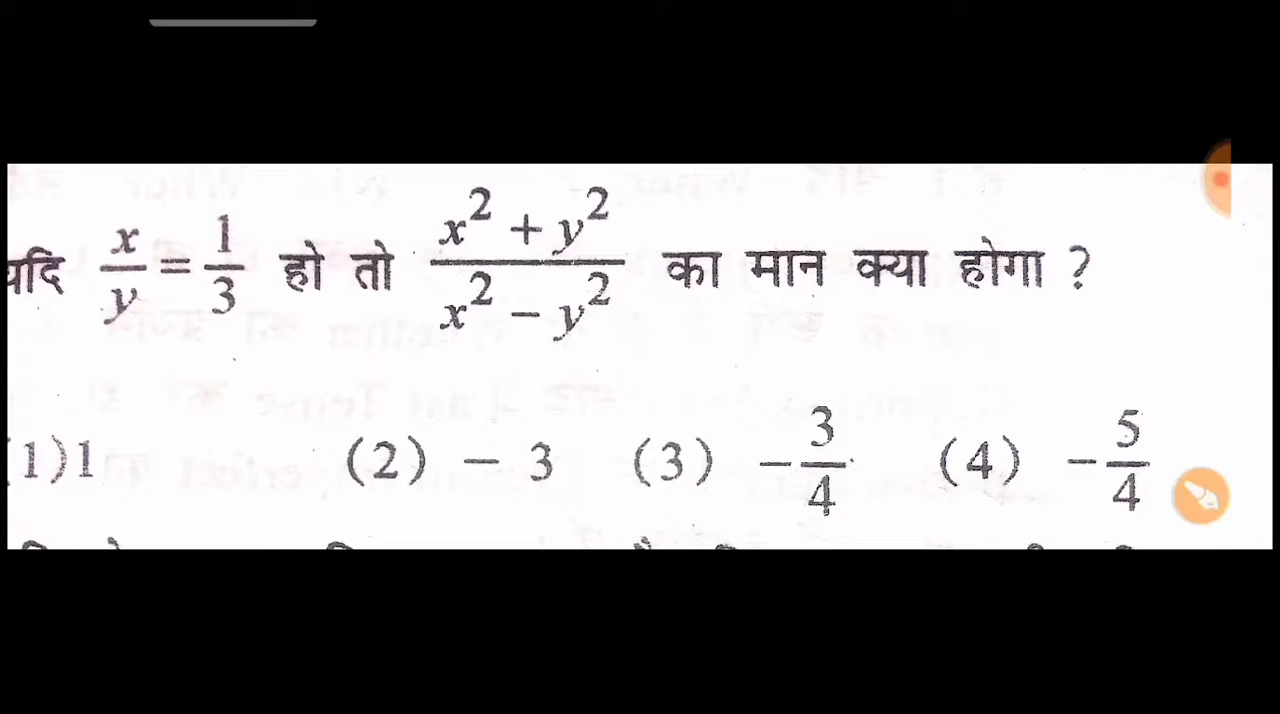 यदि x/y = 1/3 हो तो (x² + y²)/(x² − y²) का मान क्या होगा ?
(1) 1 (2) − 3 (3) − 3/4 (4) − 5/4